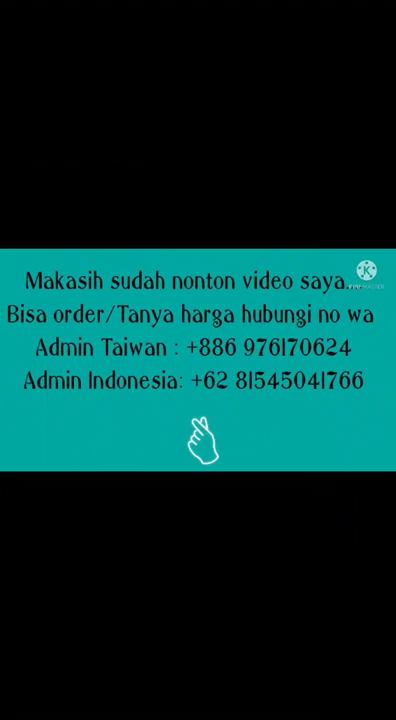 Makasih sudah nonton video saya...
Bisa order/Tanya harga hubungi no wa
Admin Taiwan : +886 976170624
Admin Indonesia: +62 81545041766
K
KINEMASTER